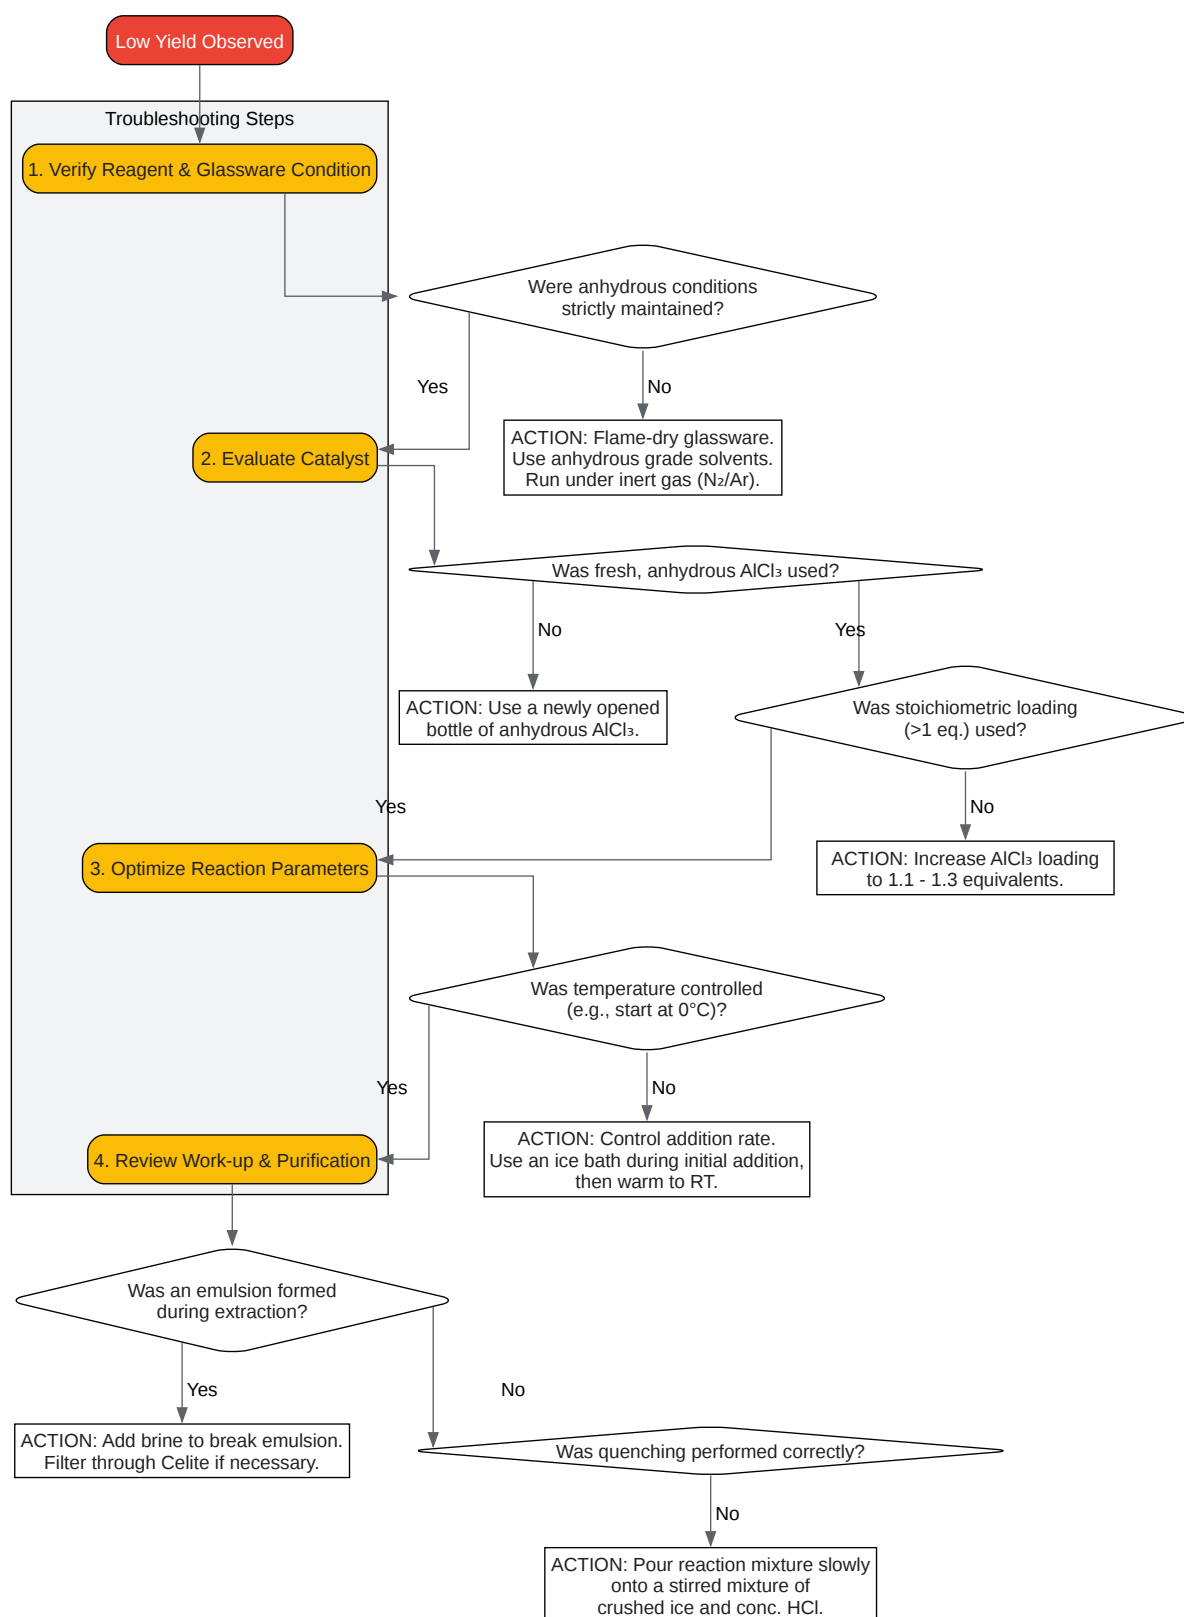 Low Yield Observed
Troubleshooting Steps
1. Verify Reagent & Glassware Condition
Were anhydrous conditions
strictly maintained?
Yes
No
ACTION: Flame-dry glassware.
Use anhydrous grade solvents.
Run under inert gas (N₂/Ar).
2. Evaluate Catalyst
Was fresh, anhydrous AlCl₃ used?
No
Yes
ACTION: Use a newly opened
bottle of anhydrous AlCl₃.
Was stoichiometric loading
(>1 eq.) used?
Yes
No
ACTION: Increase AlCl₃ loading
to 1.1 - 1.3 equivalents.
3. Optimize Reaction Parameters
Was temperature controlled
(e.g., start at 0°C)?
Yes
No
ACTION: Control addition rate.
Use an ice bath during initial addition,
then warm to RT.
4. Review Work-up & Purification
Was an emulsion formed
during extraction?
Yes
No
ACTION: Add brine to break emulsion.
Filter through Celite if necessary.
Was quenching performed correctly?
No
ACTION: Pour reaction mixture slowly
onto a stirred mixture of
crushed ice and conc. HCl.